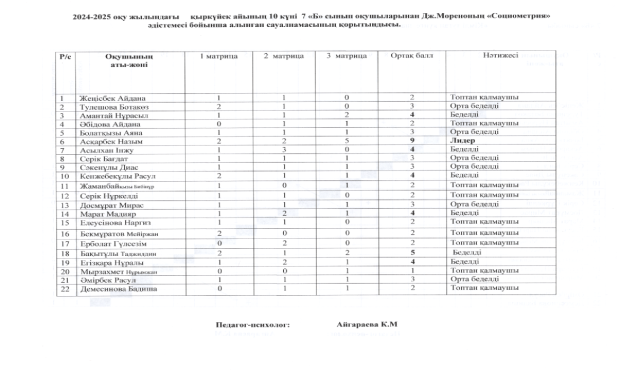 2024-2025 оқу жылындағы қыркүйек айының 10 күні 7 «Б» сынып оқушыларынан Дж.Мореноның «Социометрия»
әдістемесі бойынша алынған сауалнамасының қорытындысы.
Р/с Оқушының аты-жөні 1 матрица 2 матрица 3 матрица Ортақ балл Нәтижесі
1 Жеңісбек Айдана 1 1 0 2 Топтан қалмаушы
2 Тулешова Ботакөз 2 1 0 3 Орта беделді
3 Амантай Нұрасыл 1 1 2 4 Беделді
4 Әбідова Айдана 0 1 1 2 Топтан қалмаушы
5 Болатқызы Аяна 1 1 1 3 Орта беделді
6 Асқарбек Назым 2 2 5 9 Лидер
7 Асылхан Інжу 1 3 0 4 Беделді
8 Серік Бағдат 1 1 1 3 Орта беделді
9 Сәкенұлы Диас 1 1 1 3 Орта беделді
10 Кенжебекұлы Расул 2 1 1 4 Беделді
11 Жаманбайқызы 1 0 1 2 Топтан қалмаушы
12 Серік Нұркелді 1 1 0 2 Топтан қалмаушы
13 Досмұрат Мирас 1 1 1 3 Орта беделді
14 Марат Мадияр 1 2 1 4 Беделді
15 Елеусінова Наргиз 1 1 0 2 Топтан қалмаушы
16 Бекмұратов Мейіржан 2 0 0 2 Топтан қалмаушы
17 Ерболат Гүлсезім 0 2 0 2 Топтан қалмаушы
18 Бақытұлы Тажиддин 2 1 2 5 Беделді
19 Егізқара Нұралы 1 2 1 4 Беделді
20 Мырзахмет Нұрбикан 0 0 1 1 Топтан қалмаушы
21 Әмірбек Расул 1 1 1 3 Орта беделді
22 Демесинова Бадиша 0 1 1 2 Топтан қалмаушы
Педагог-психолог: Айгараева К.М